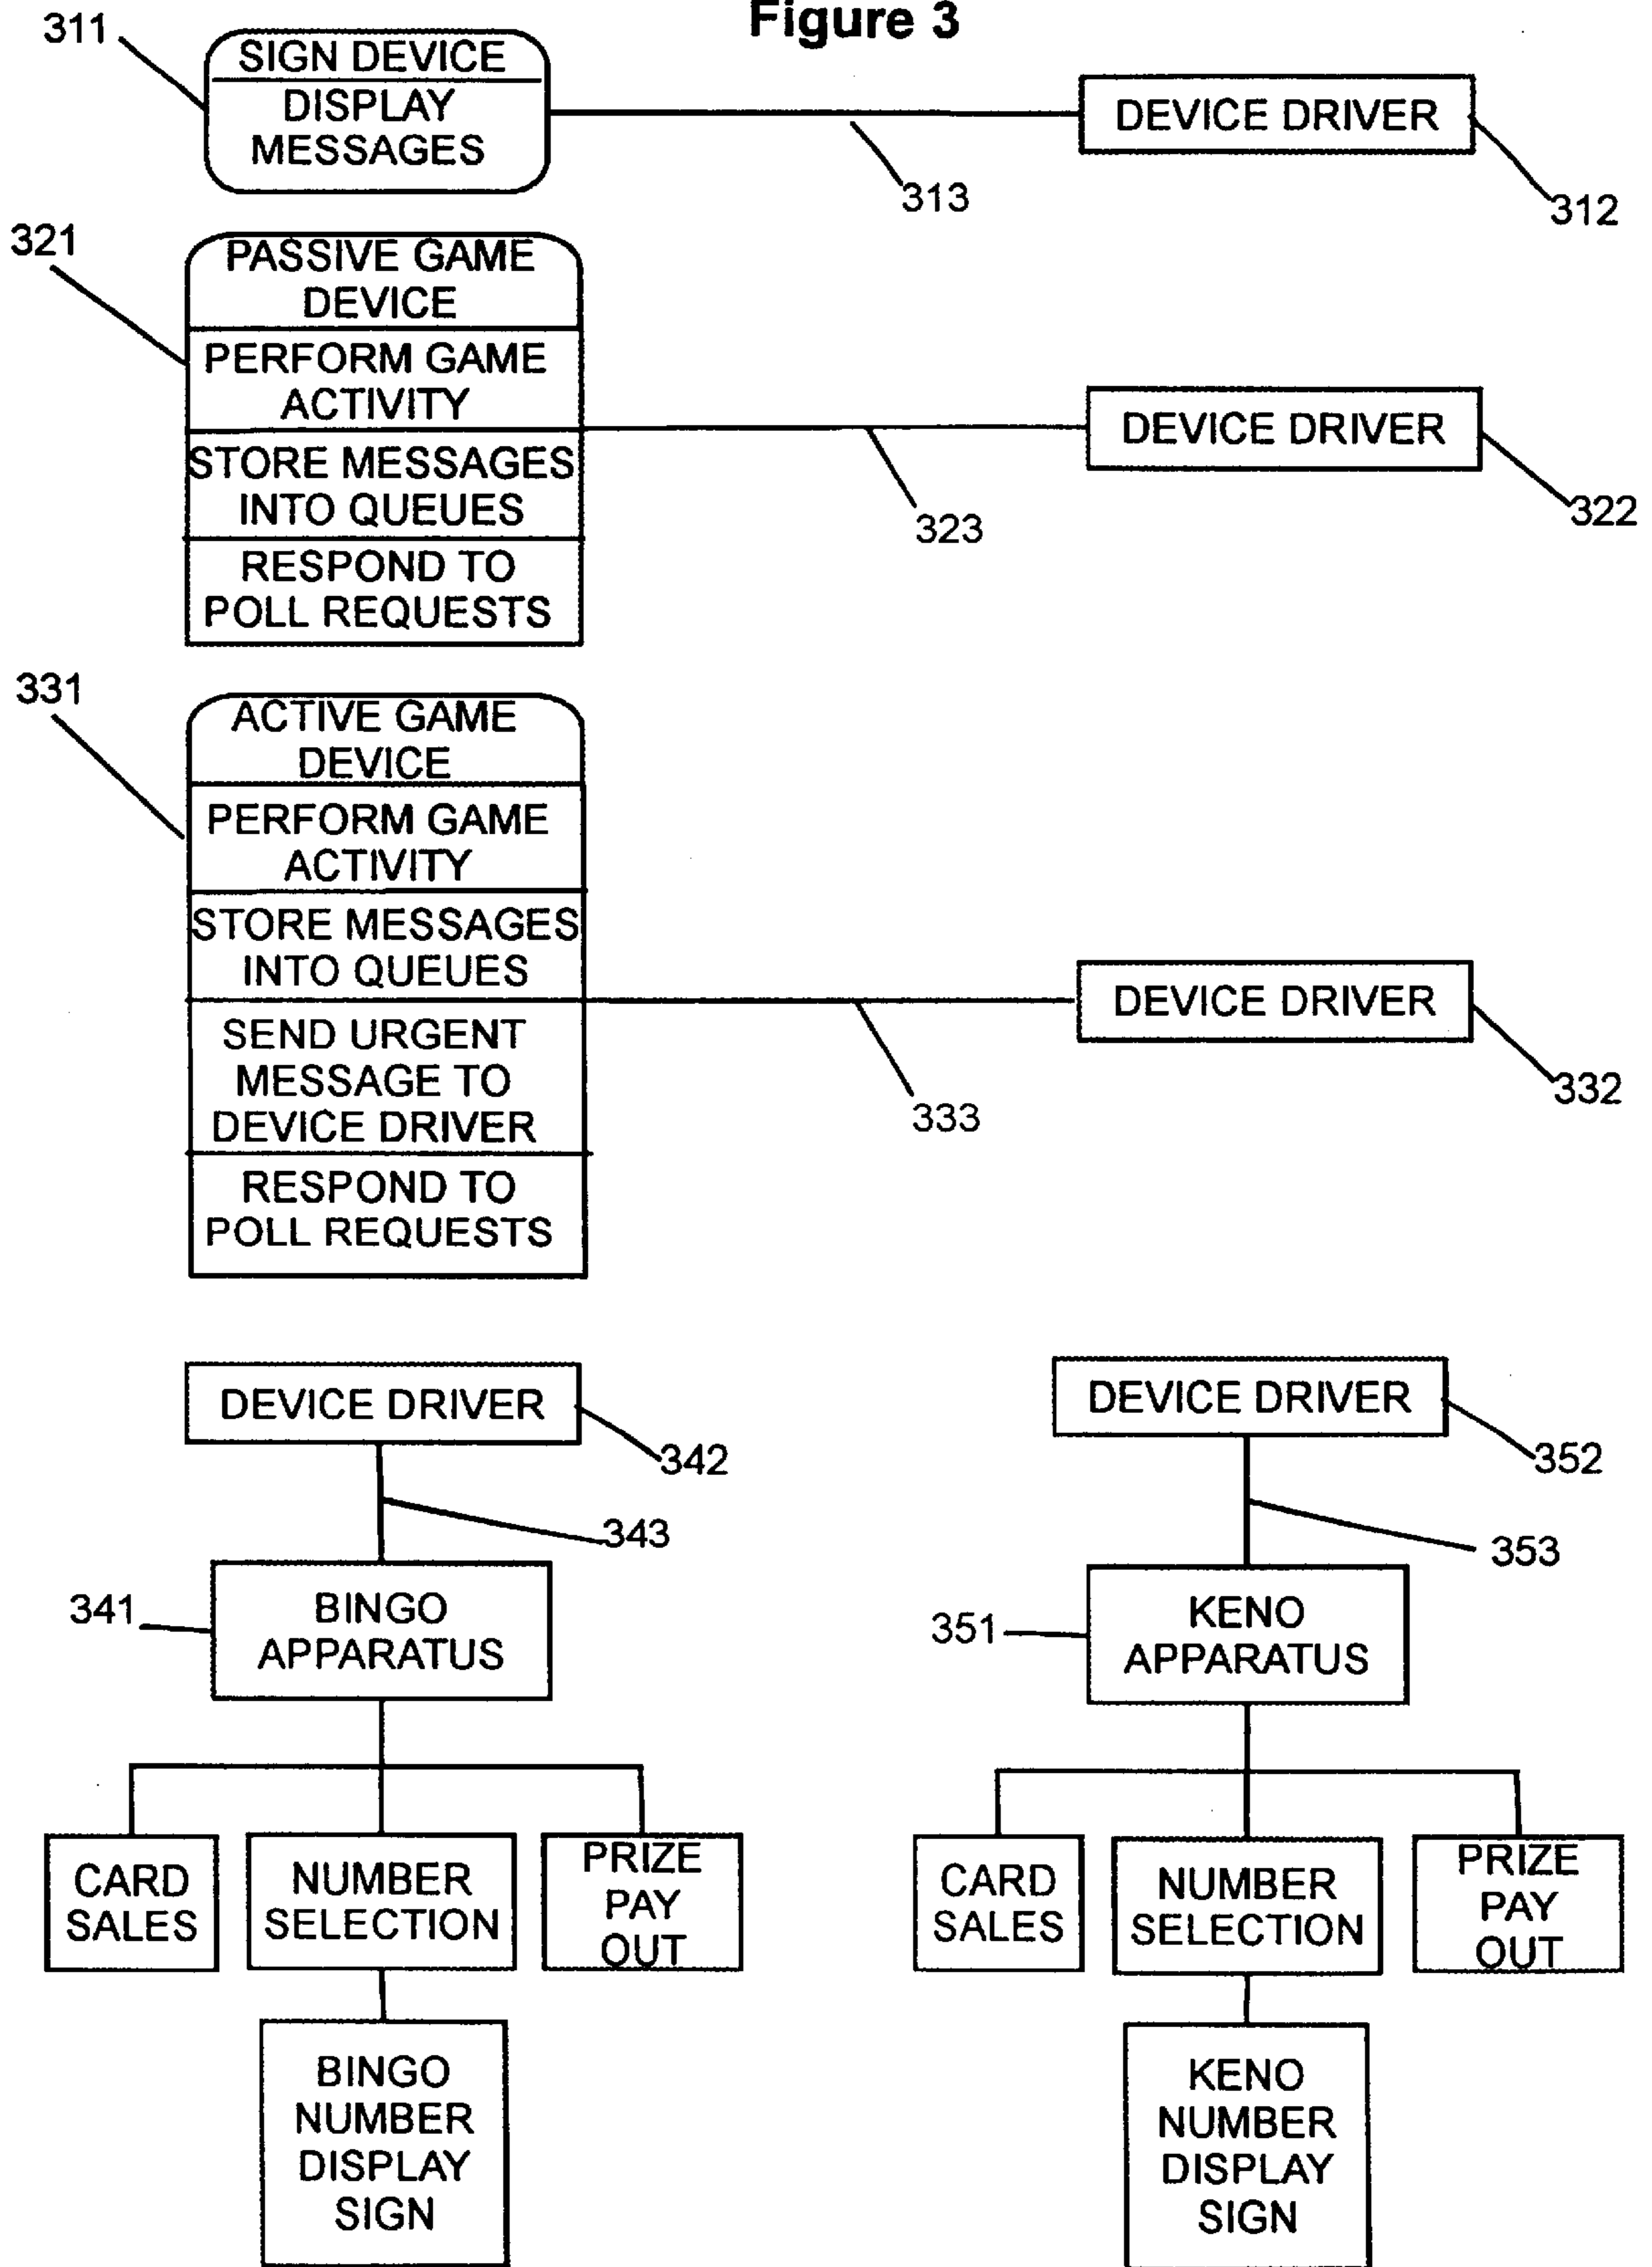 Figure 3
311
SIGN DEVICE
DISPLAY
MESSAGES
313
DEVICE DRIVER
312
321
PASSIVE GAME
DEVICE
PERFORM GAME
ACTIVITY
STORE MESSAGES
INTO QUEUES
RESPOND TO
POLL REQUESTS
323
DEVICE DRIVER
322
331
ACTIVE GAME
DEVICE
PERFORM GAME
ACTIVITY
STORE MESSAGES
INTO QUEUES
SEND URGENT
MESSAGE TO
DEVICE DRIVER
RESPOND TO
POLL REQUESTS
333
DEVICE DRIVER
332
DEVICE DRIVER
342
343
341
BINGO
APPARATUS
CARD
SALES
NUMBER
SELECTION
PRIZE
PAY
OUT
BINGO
NUMBER
DISPLAY
SIGN
DEVICE DRIVER
352
353
351
KENO
APPARATUS
CARD
SALES
NUMBER
SELECTION
PRIZE
PAY
OUT
KENO
NUMBER
DISPLAY
SIGN